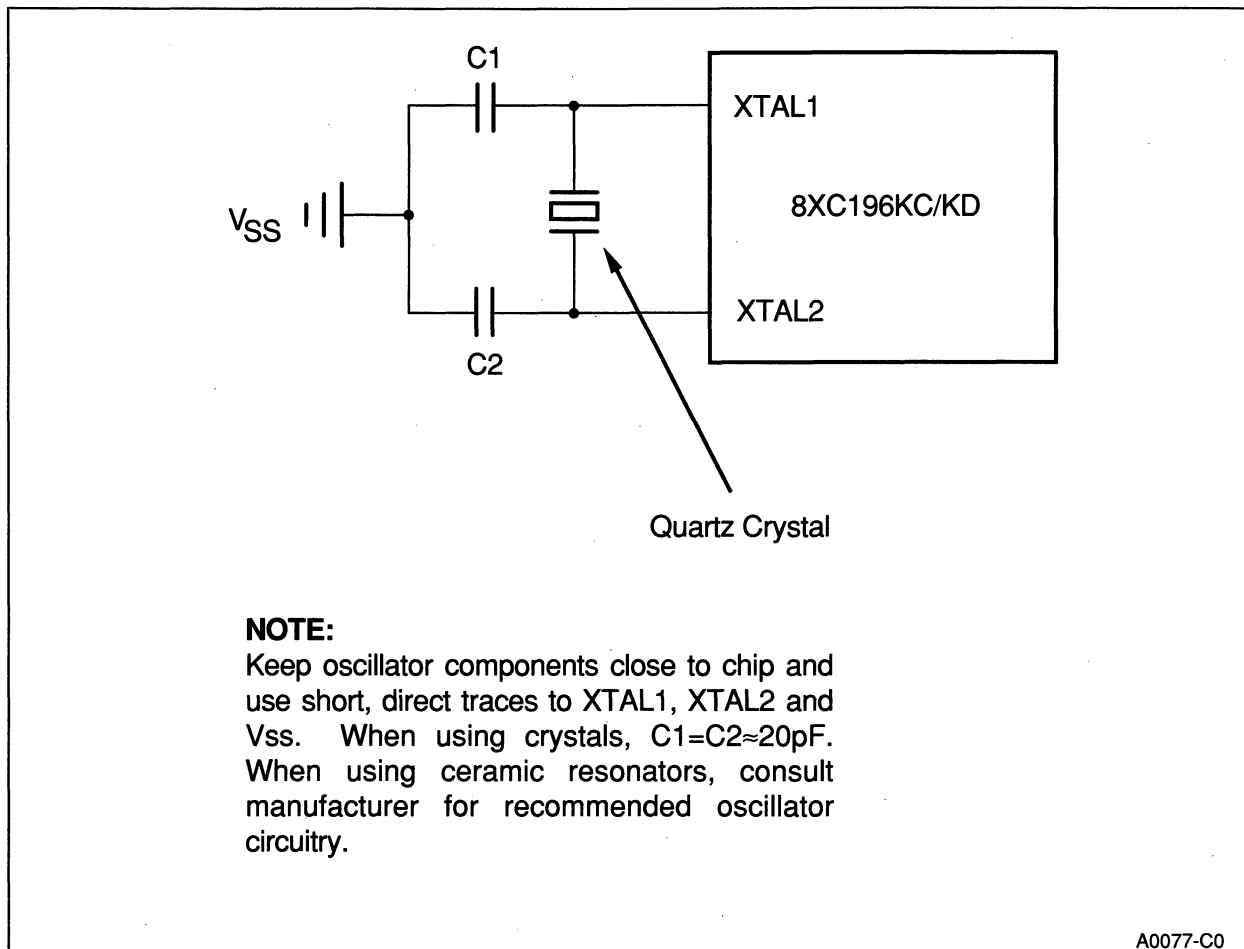 C1
XTAL1
8XC196KC/KD
VSS
XTAL2
C2
Quartz Crystal
NOTE:
Keep oscillator components close to chip and
use short, direct traces to XTAL1, XTAL2 and
Vss. When using crystals, C1=C2≈20pF.
When using ceramic resonators, consult
manufacturer for recommended oscillator
circuitry.
A0077-C0